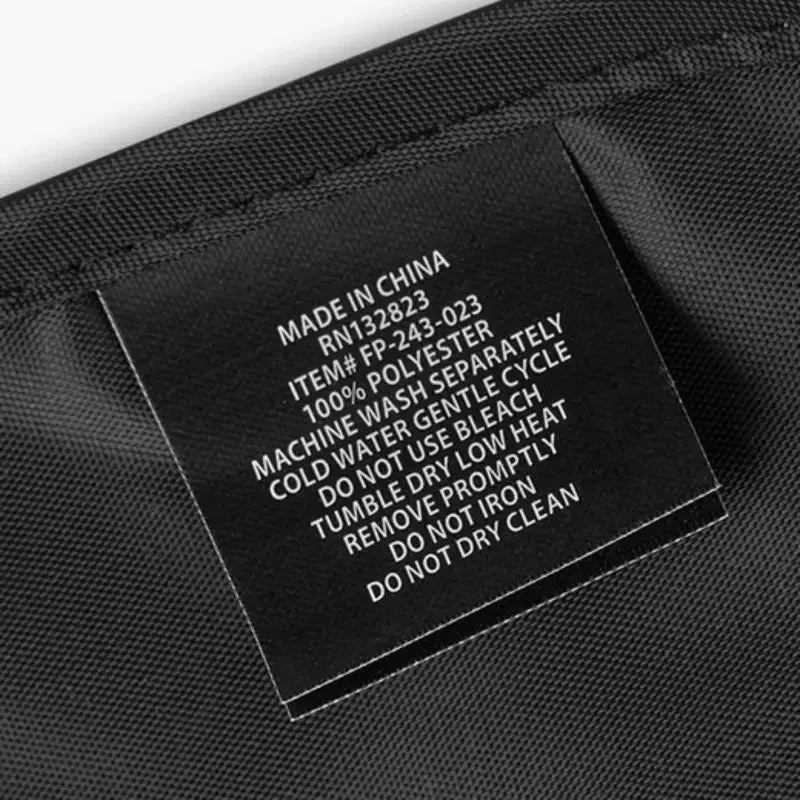 MADE IN CHINA
RN132823
ITEM# FP-243-023
100% POLYESTER
MACHINE WASH SEPARATELY
COLD WATER GENTLE CYCLE
DO NOT USE BLEACH
TUMBLE DRY LOW HEAT
REMOVE PROMPTLY
DO NOT IRON
DO NOT DRY CLEAN